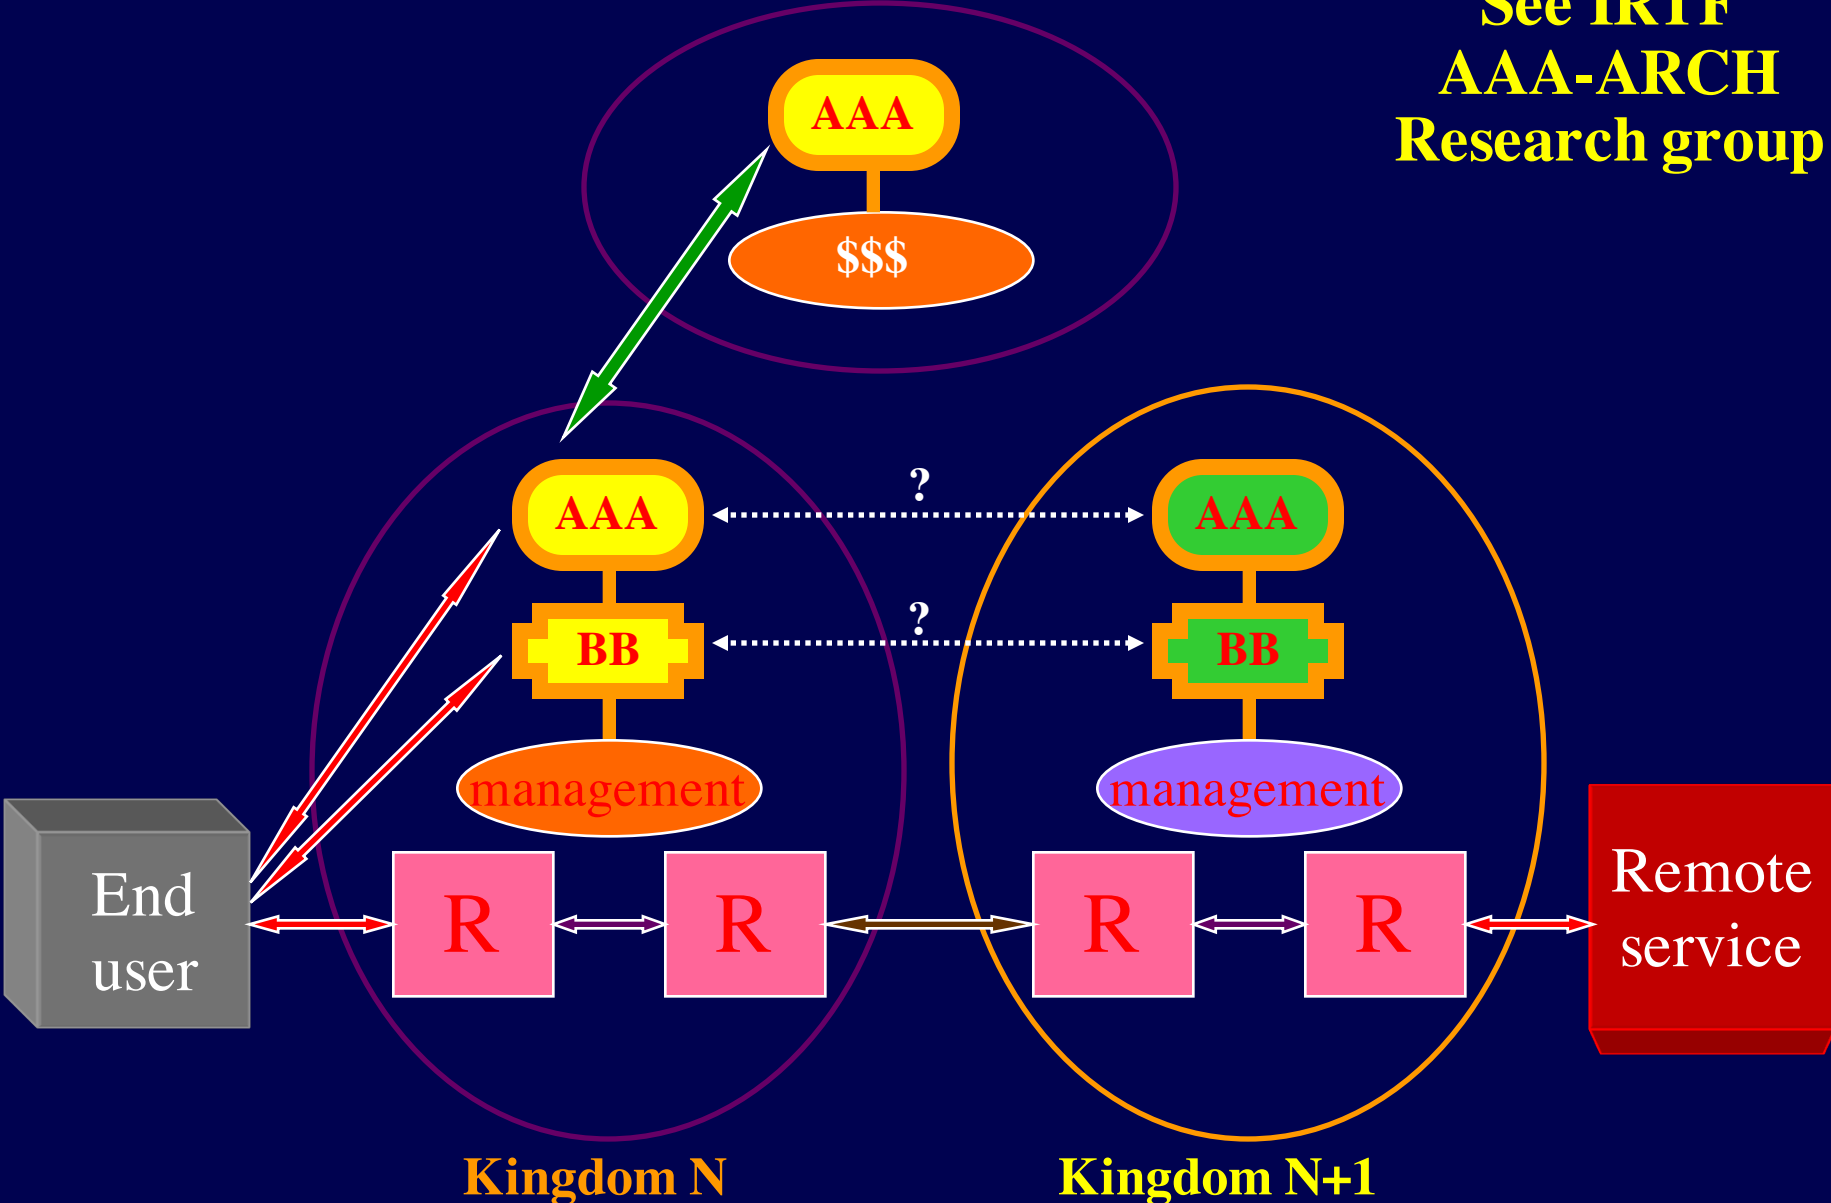 See IRTF
AAA-ARCH
Research group
AAA
$$$
?
AAA
AAA
?
BB
BB
management
management
End
user
R
R
R
R
Remote
service
Kingdom N
Kingdom N+1